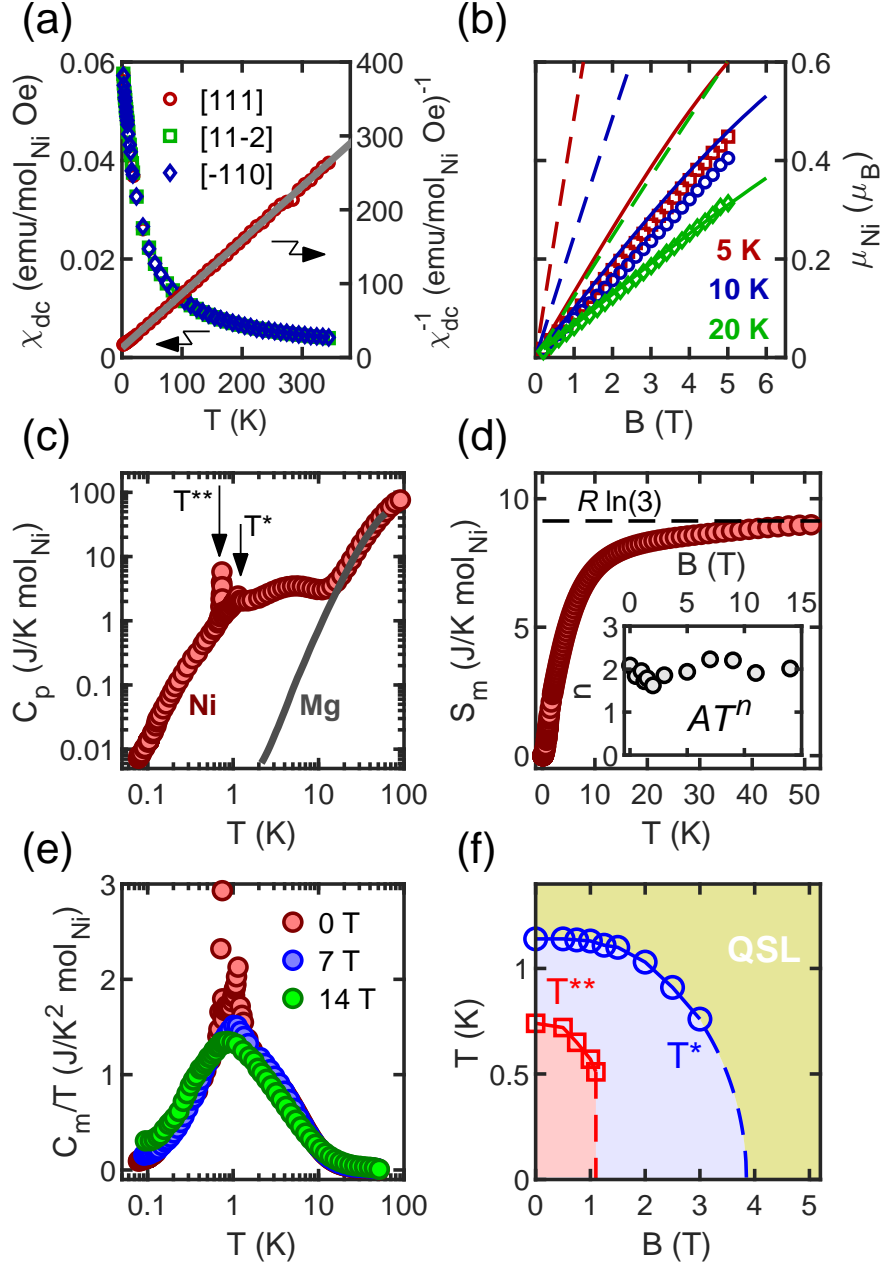 (a)
0.06
0.04
0.02
0
χdc (emu/molNi Oe)
400
300
200
100
0
χdc-1 (emu/molNi Oe)-1
[111]
[11-2]
[-110]
0 100 200 300
T (K)
(b)
0.6
0.4
0.2
0
μNi (μB)
5 K
10 K
20 K
1 2 3 4 5 6
B (T)
(c)
100
10
1
0.1
0.01
Cp (J/K molNi)
T**
T*
Ni
Mg
0.1 1 10 100
T (K)
(d)
10
5
0
Sm (J/K molNi)
R ln(3)
B (T)
0 5 10 15
3
2
1
0
n
ATn
0 10 20 30 40 50
T (K)
(e)
3
2
1
0
Cm/T (J/K2 molNi)
0 T
7 T
14 T
0.1 1 10 100
T (K)
(f)
1
0.5
0
T (K)
QSL
T**
T*
0 1 2 3 4 5
B (T)